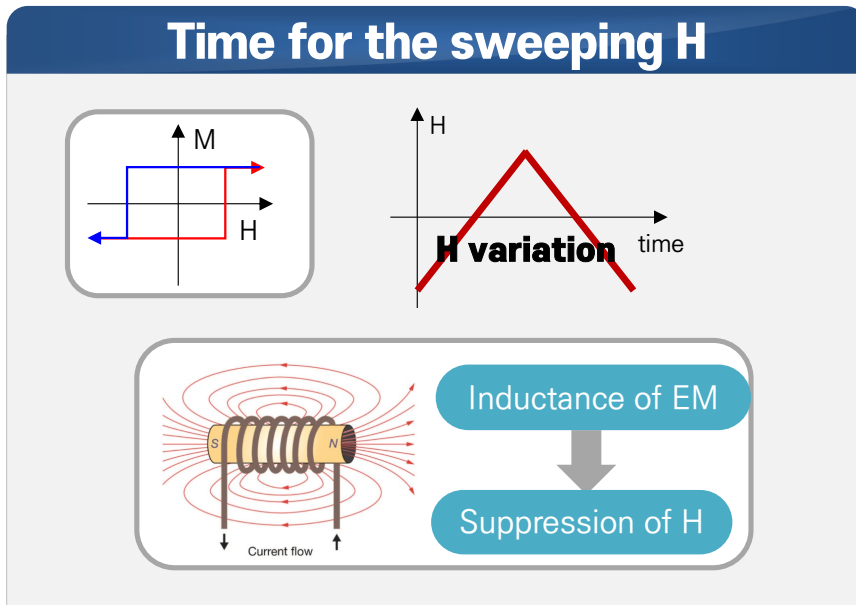 Time for the sweeping H
M
H
H
H variation
time
S
N
Current flow
Inductance of EM
Suppression of H